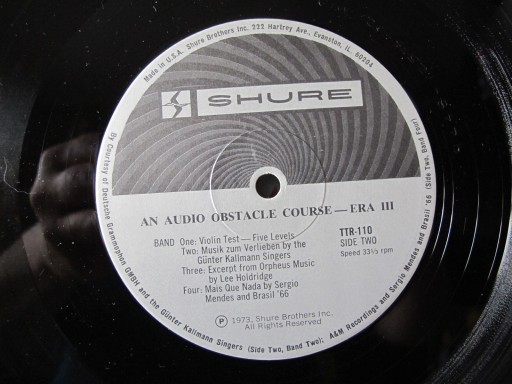 Made in U.S.A. Shure Brothers Inc. 222 Hartrey Ave., Evanston, IL. 60204
SHURE
AN AUDIO OBSTACLE COURSE — ERA III
BAND One: Violin Test — Five Levels
Two: Musik zum Verlieben by the
Günter Kallmann Singers
Three: Excerpt from Orpheus Music
by Lee Holdridge
Four: Mais Que Nada by Sergio
Mendes and Brasil '66
TTR-110
SIDE TWO
Speed 33⅓ rpm
Ⓟ 1973, Shure Brothers Inc.
All Rights Reserved
By Courtesy of Deutsche Grammophon GMBH and the Günter Kallmann Singers (Side Two, Band Two); A&M Recordings and Sergio Mendes and Brasil '66 (Side Two, Band Four)